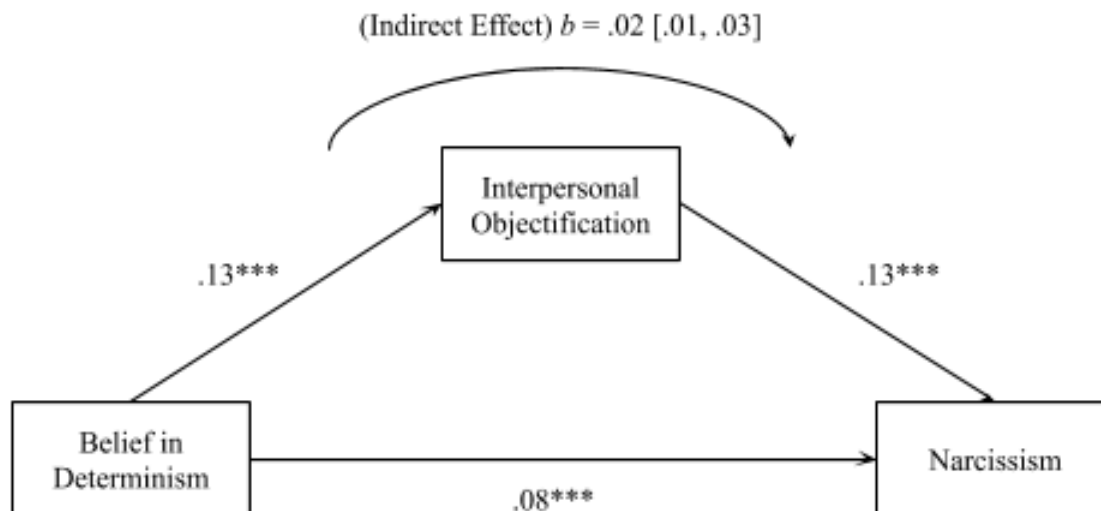 (Indirect Effect) b = .02 [.01, .03]
Interpersonal
Objectification
.13***
.13***
Belief in
Determinism
Narcissism
.08***